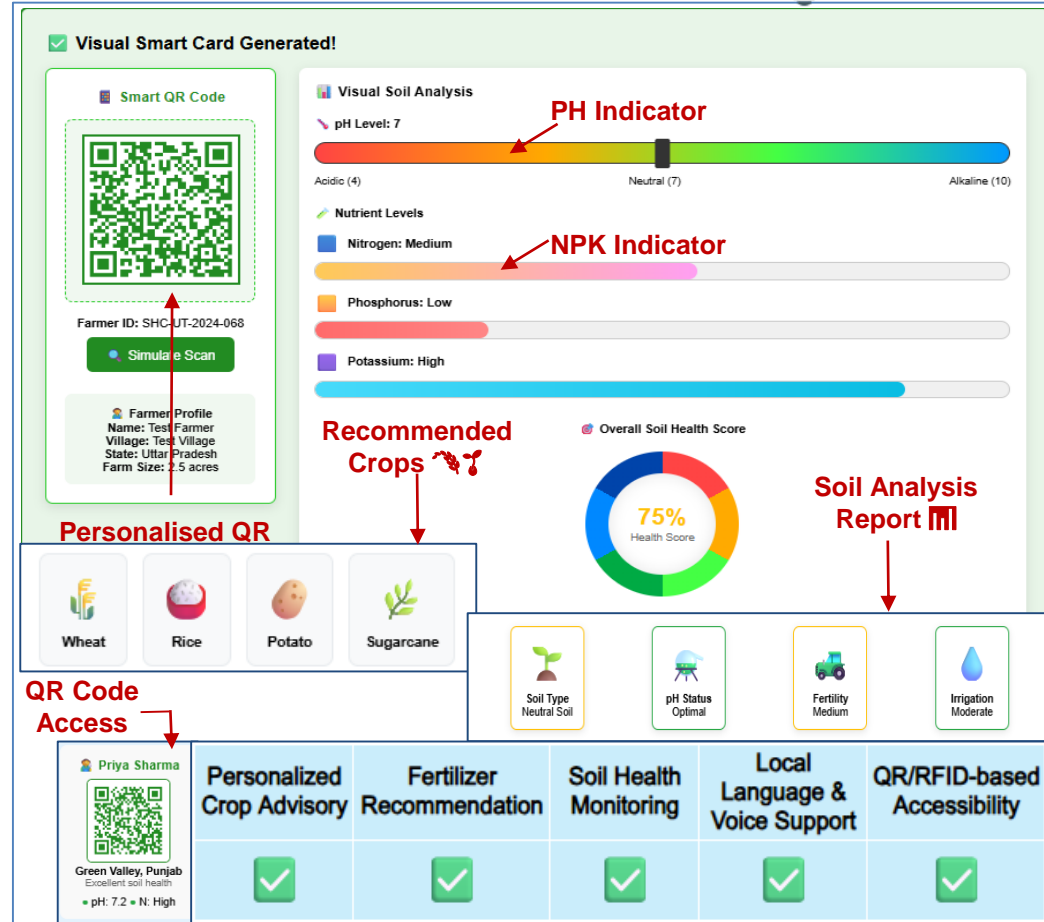 Visual Smart Card Generated!
Smart QR Code
Farmer ID: SHC-UT-2024-068
Simulate Scan
Farmer Profile
Name: Test Farmer
Village: Test Village
State: Uttar Pradesh
Farm Size: 2.5 acres
Personalised QR
Visual Soil Analysis
pH Level: 7
PH Indicator
Acidic (4)
Neutral (7)
Alkaline (10)
Nutrient Levels
Nitrogen: Medium
NPK Indicator
Phosphorus: Low
Potassium: High
Recommended
Crops
Overall Soil Health Score
75%
Health Score
Soil Analysis
Report
Wheat
Rice
Potato
Sugarcane
Soil Type
Neutral Soil
pH Status
Optimal
Fertility
Medium
Irrigation
Moderate
QR Code
Access
Priya Sharma
Green Valley, Punjab
Excellent soil health
• pH: 7.2 • N: High
Personalized
Crop Advisory
Fertilizer
Recommendation
Soil Health
Monitoring
Local
Language &
Voice Support
QR/RFID-based
Accessibility